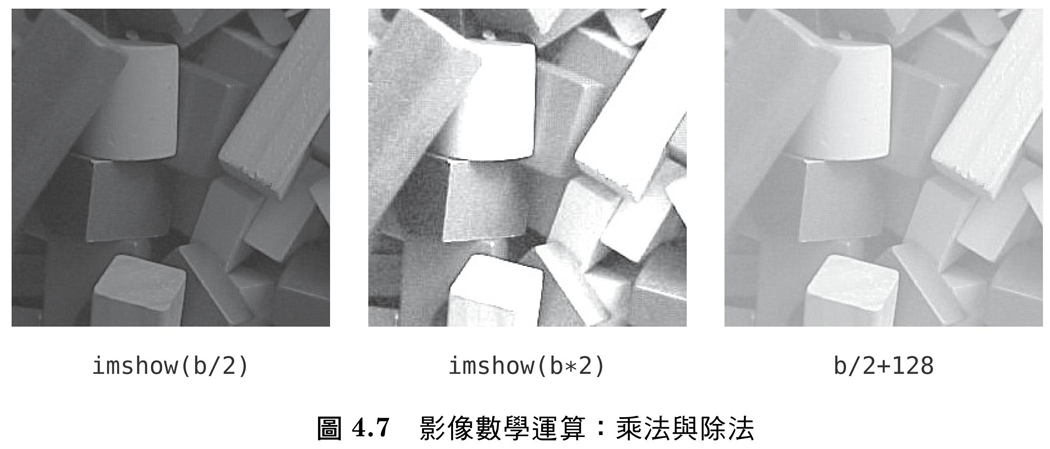 imshow(b/2)
imshow(b*2)
b/2+128
圖 4.7 影像數學運算：乘法與除法